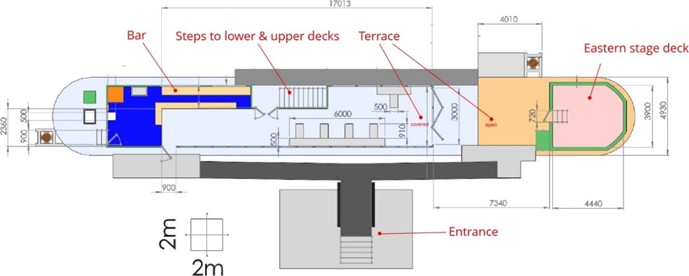 17013
4010
Bar
Steps to lower & upper decks
Terrace
Eastern stage deck
500
2360
900
6000
500
910
covered
3000
open
720
3900
4930
500
900
7340
4440
2m
2m
Entrance